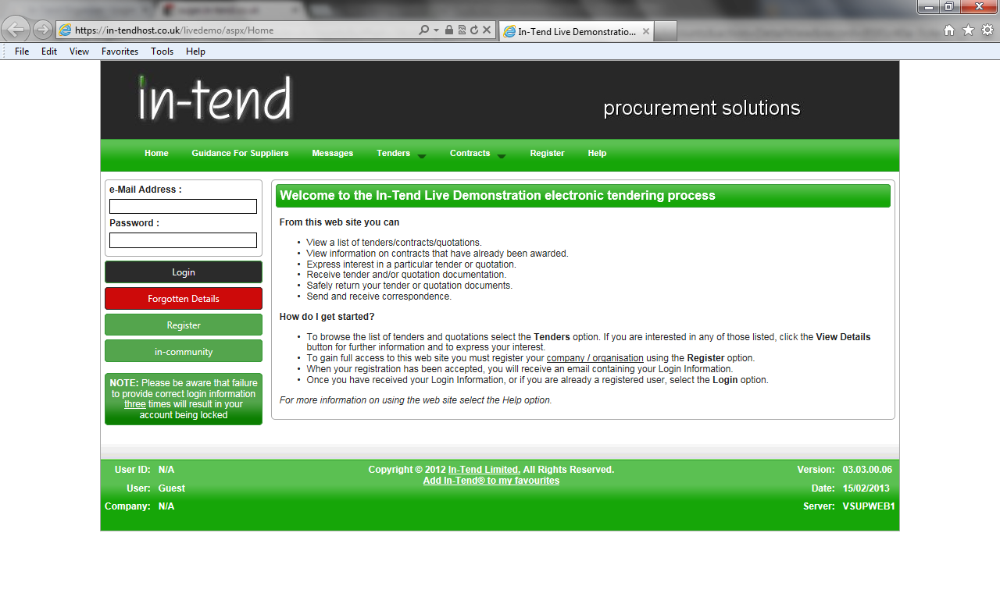 https://in-tendhost.co.uk/livedemo/aspx/Home
In-Tend Live Demonstratio...
File Edit View Favorites Tools Help
in-tend
procurement solutions
Home Guidance For Suppliers Messages Tenders Contracts Register Help
e-Mail Address :
Password :
Login
Forgotten Details
Register
in-community
NOTE: Please be aware that failure
to provide correct login information
three times will result in your
account being locked
Welcome to the In-Tend Live Demonstration electronic tendering process
From this web site you can
• View a list of tenders/contracts/quotations.
• View information on contracts that have already been awarded.
• Express interest in a particular tender or quotation.
• Receive tender and/or quotation documentation.
• Safely return your tender or quotation documents.
• Send and receive correspondence.
How do I get started?
• To browse the list of tenders and quotations select the Tenders option. If you are interested in any of those listed, click the View Details
button for further information and to express your interest.
• To gain full access to this web site you must register your company / organisation using the Register option.
• When your registration has been accepted, you will receive an email containing your Login Information.
• Once you have received your Login Information, or if you are already a registered user, select the Login option.
For more information on using the web site select the Help option.
User ID: N/A
User: Guest
Company: N/A
Copyright © 2012 In-Tend Limited. All Rights Reserved.
Add In-Tend® to my favourites
Version: 03.03.00.06
Date: 15/02/2013
Server: VSUPWEB1